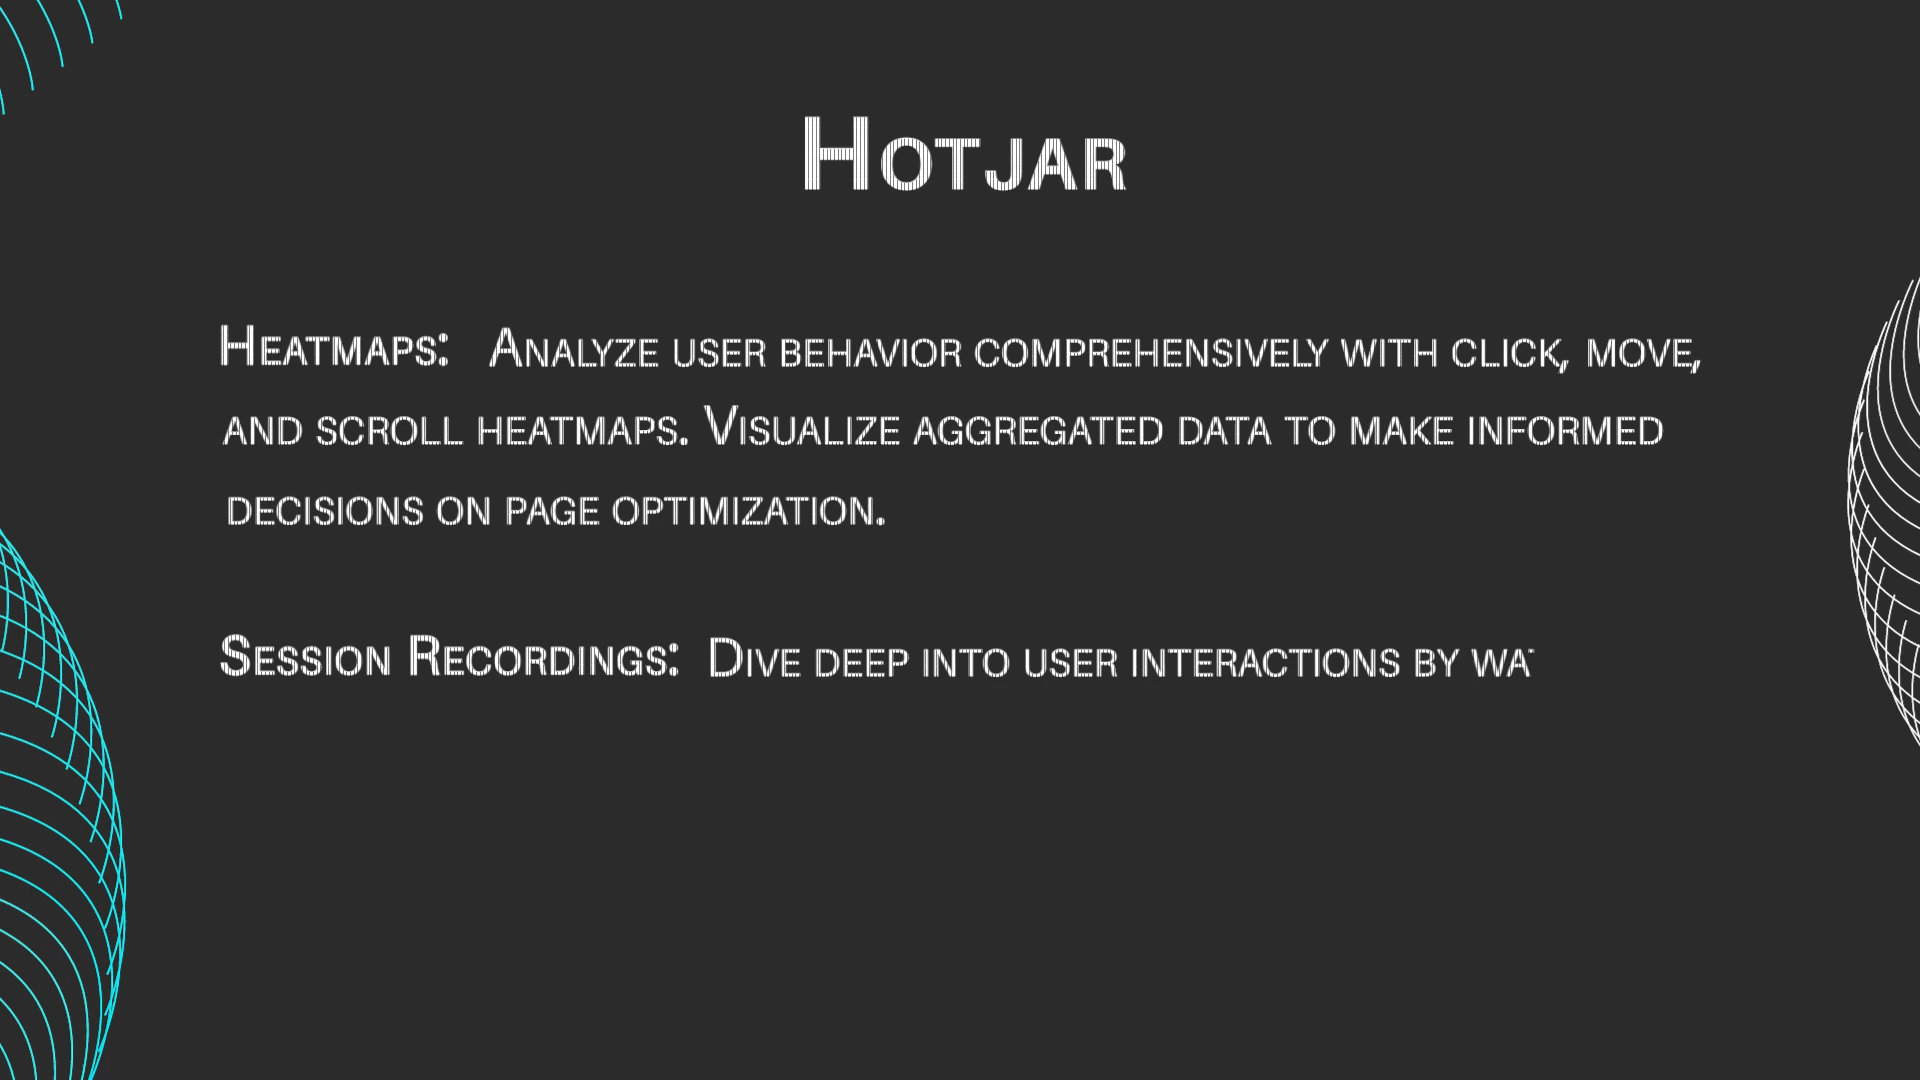 Hotjar
Heatmaps: Analyze user behavior comprehensively with click, move,
and scroll heatmaps. Visualize aggregated data to make informed
decisions on page optimization.
Session Recordings: Dive deep into user interactions by